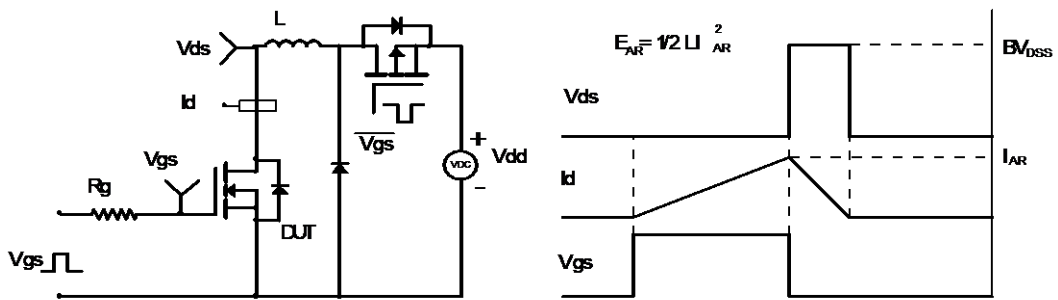 L
Vds
Id
Vgs
Rg
DUT
Vgs
Vgs
+
VDC
-
Vdd
E AR = 1/2 LI AR 2
BVDSS
Vds
Id
IAR
Vgs